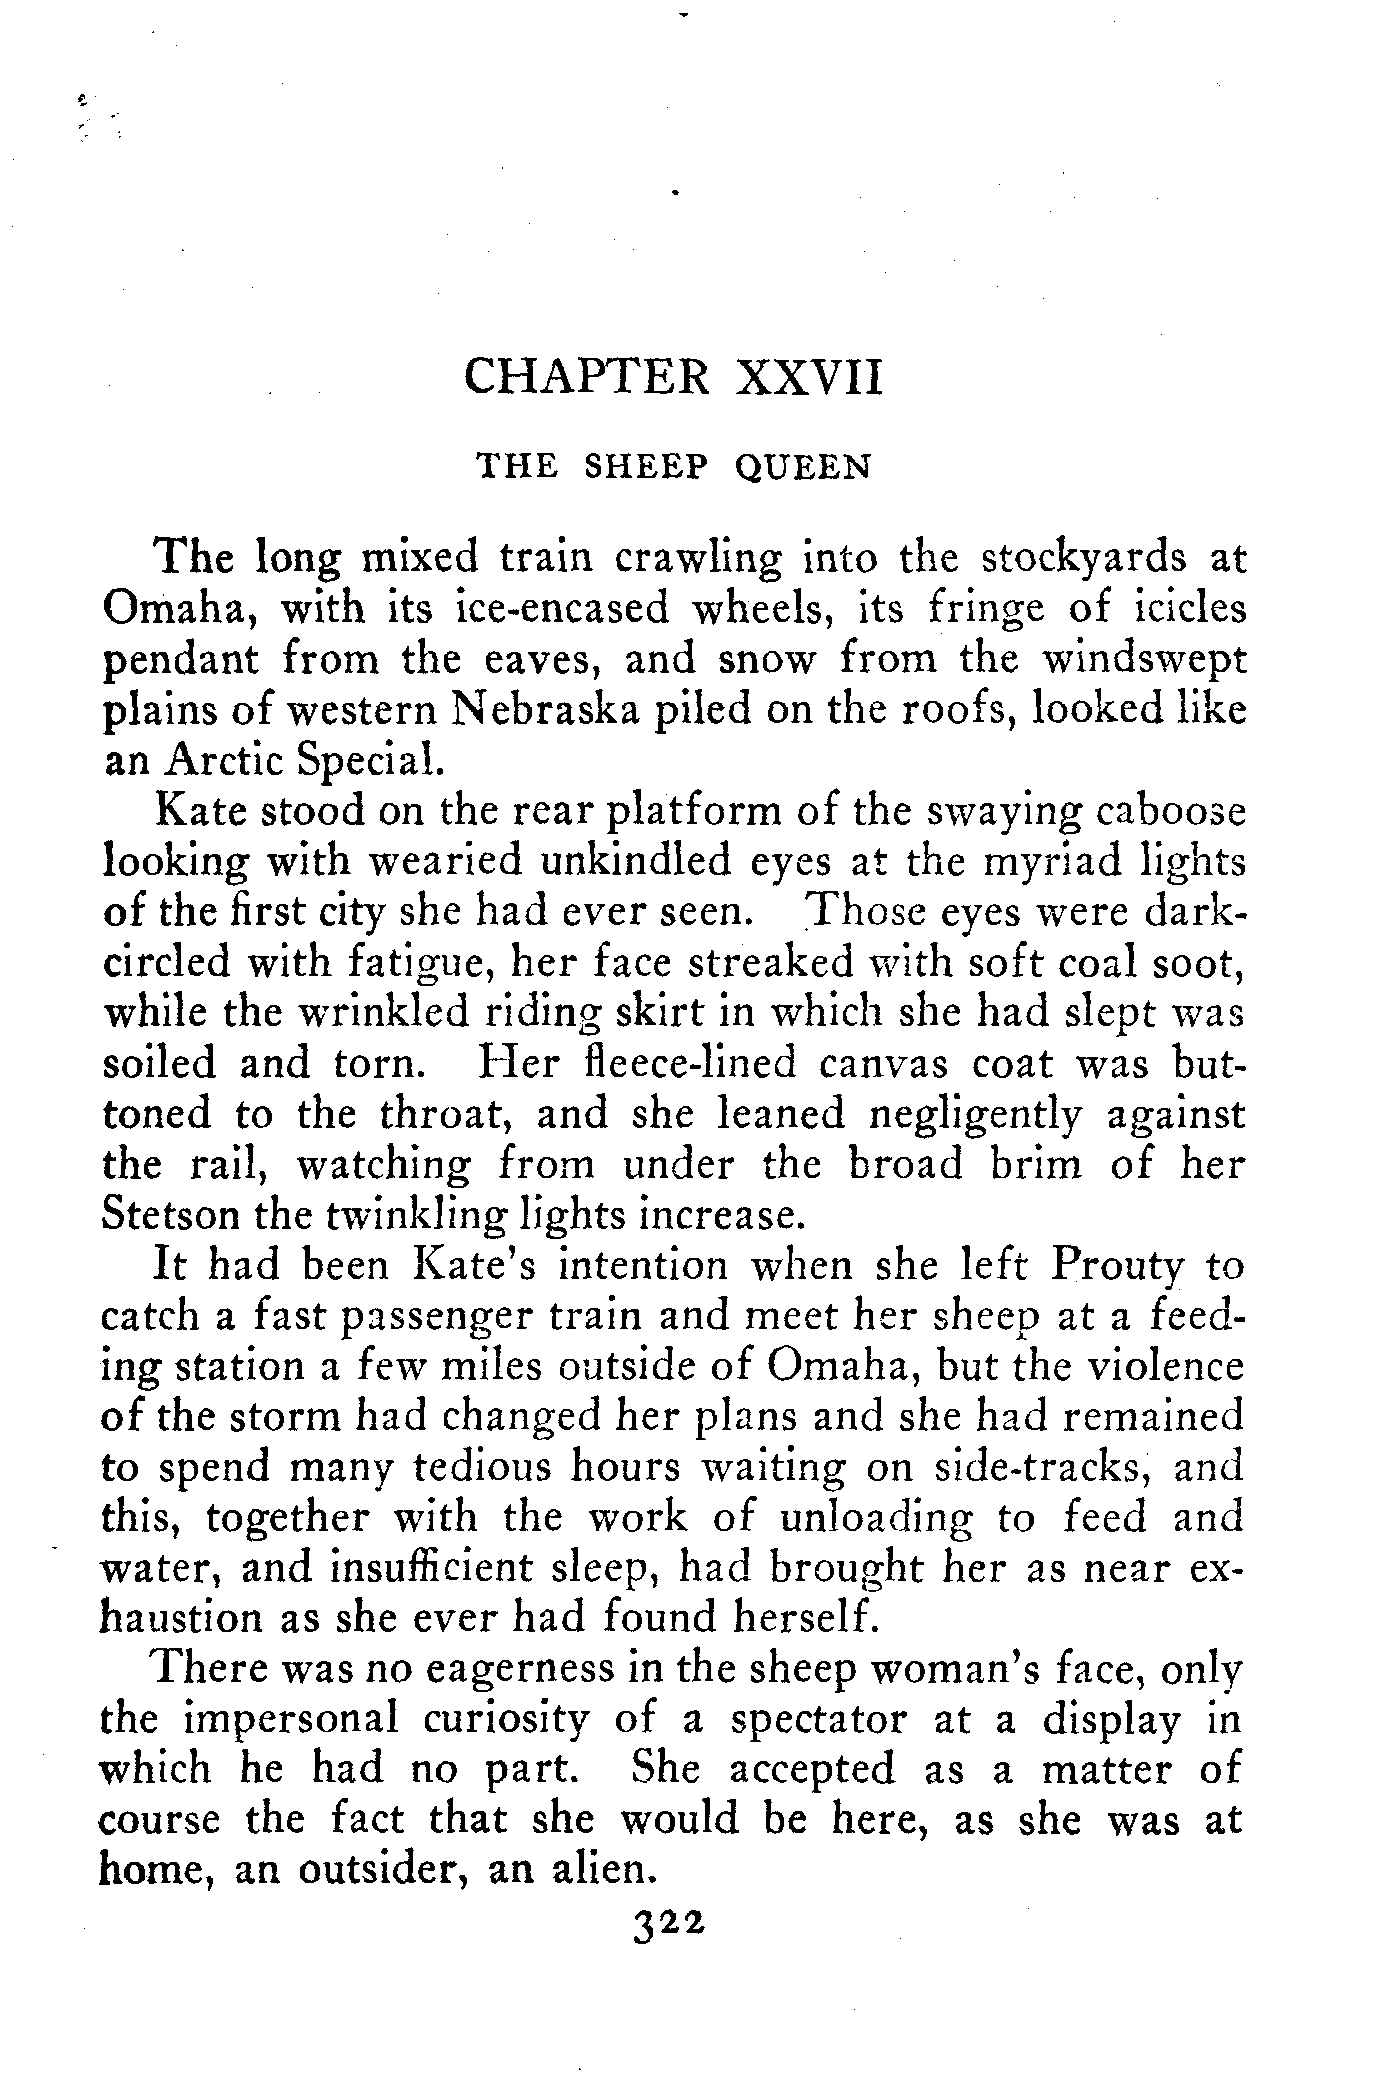 CHAPTER XXVII
THE SHEEP QUEEN
The long mixed train crawling into the stockyards at
Omaha, with its ice-encased wheels, its fringe of icicles
pendant from the eaves, and snow from the windswept
plains of western Nebraska piled on the roofs, looked like
an Arctic Special.
Kate stood on the rear platform of the swaying caboose
looking with wearied unkindled eyes at the myriad lights
of the first city she had ever seen. Those eyes were dark-
circled with fatigue, her face streaked with soft coal soot,
while the wrinkled riding skirt in which she had slept was
soiled and torn. Her fleece-lined canvas coat was but-
toned to the throat, and she leaned negligently against
the rail, watching from under the broad brim of her
Stetson the twinkling lights increase.
It had been Kate's intention when she left Prouty to
catch a fast passenger train and meet her sheep at a feed-
ing station a few miles outside of Omaha, but the violence
of the storm had changed her plans and she had remained
to spend many tedious hours waiting on side-tracks, and
this, together with the work of unloading to feed and
water, and insufficient sleep, had brought her as near ex-
haustion as she ever had found herself.
There was no eagerness in the sheep woman's face, only
the impersonal curiosity of a spectator at a display in
which he had no part. She accepted as a matter of
course the fact that she would be here, as she was at
home, an outsider, an alien.
322